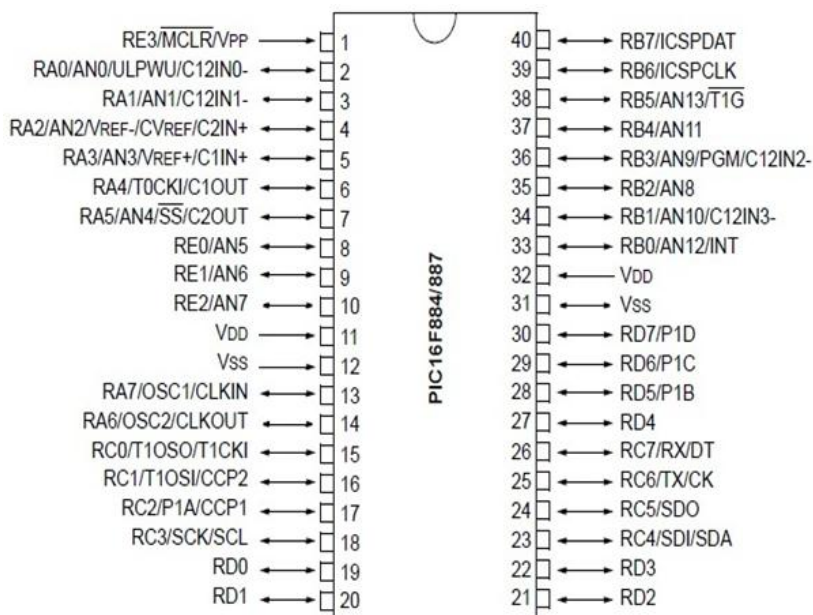 RE3/MCLR/VPP 1
RA0/AN0/ULPWU/C12IN0- 2
RA1/AN1/C12IN1- 3
RA2/AN2/VREF-/CVREF/C2IN+ 4
RA3/AN3/VREF+/C1IN+ 5
RA4/T0CKI/C1OUT 6
RA5/AN4/SS/C2OUT 7
RE0/AN5 8
RE1/AN6 9
RE2/AN7 10
VDD 11
VSS 12
RA7/OSC1/CLKIN 13
RA6/OSC2/CLKOUT 14
RC0/T1OSO/T1CKI 15
RC1/T1OSI/CCP2 16
RC2/P1A/CCP1 17
RC3/SCK/SCL 18
RD0 19
RD1 20
PIC16F884/887
40 RB7/ICSPDAT
39 RB6/ICSPCLK
38 RB5/AN13/T1G
37 RB4/AN11
36 RB3/AN9/PGM/C12IN2-
35 RB2/AN8
34 RB1/AN10/C12IN3-
33 RB0/AN12/INT
32 VDD
31 VSS
30 RD7/P1D
29 RD6/P1C
28 RD5/P1B
27 RD4
26 RC7/RX/DT
25 RC6/TX/CK
24 RC5/SDO
23 RC4/SDI/SDA
22 RD3
21 RD2